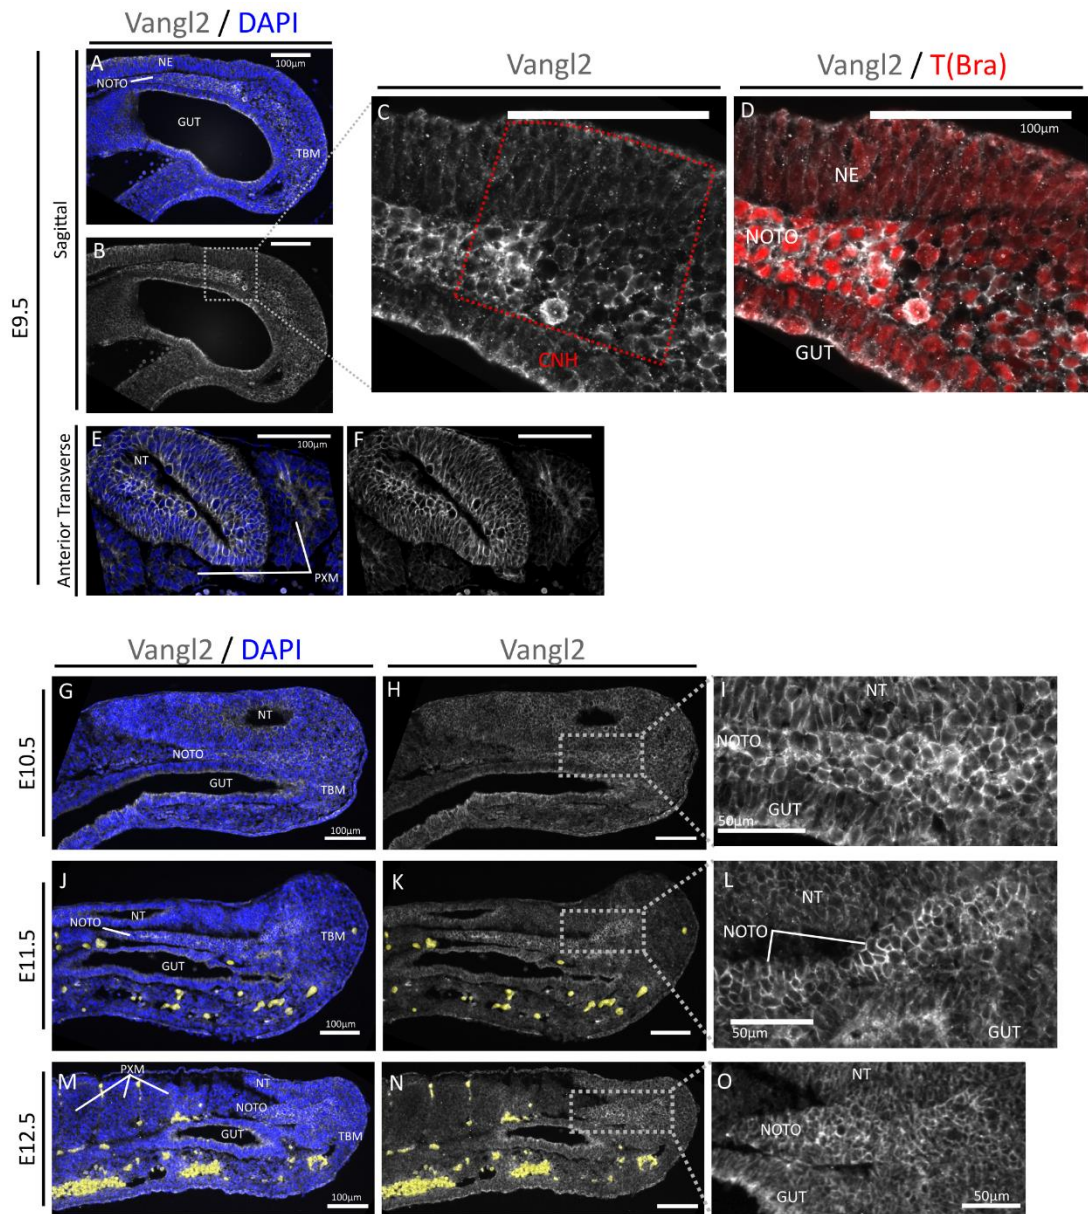 Vangl2 / DAPI
E9.5
Sagittal
A
NE
100µm
NOTO
GUT
TBM
B
Vangl2
C
CNH
Vangl2 / T(Bra)
D
100µm
NE
NOTO
GUT
Anterior Transverse
E
100µm
NT
PXM
F
Vangl2 / DAPI
Vangl2
E10.5
G
NT
NOTO
GUT
TBM
100µm
H
I
NT
NOTO
GUT
50µm
E11.5
J
NT
NOTO
TBM
GUT
100µm
K
L
NT
NOTO
50µm
GUT
E12.5
M
PXM
NT
NOTO
GUT
TBM
100µm
N
O
NT
NOTO
GUT
50µm